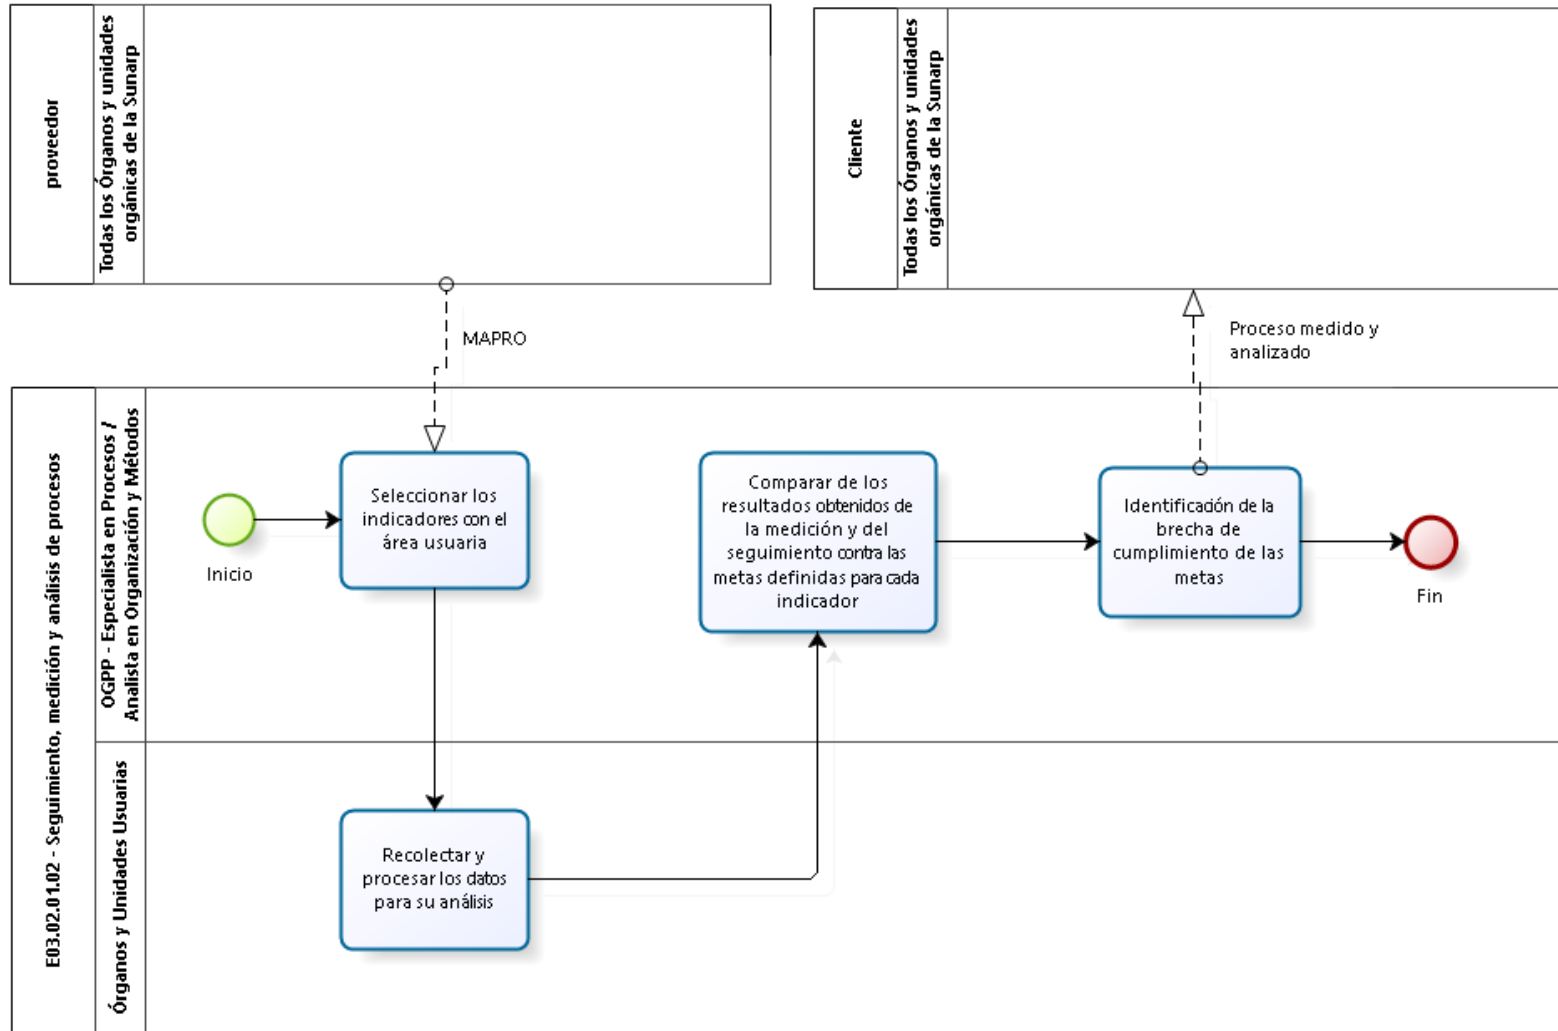 proveedor
Todas los Órganos y unidades
orgánicas de la Sunarp
Cliente
Todas los Órganos y unidades
orgánicas de la Sunarp
MAPRO
Proceso medido y
analizado
E03.02.01.02 - Seguimiento, medición y análisis de procesos
OGPP - Especialista en Procesos /
Analista en Organización y Métodos
Inicio
Seleccionar los
indicadores con el
área usuaria
Comparar de los
resultados obtenidos de
la medición y del
seguimiento contra las
metas definidas para cada
indicador
Identificación de la
brecha de
cumplimiento de las
metas
Fin
Órganos y Unidades Usuarias
Recolectar y
procesar los datos
para su análisis